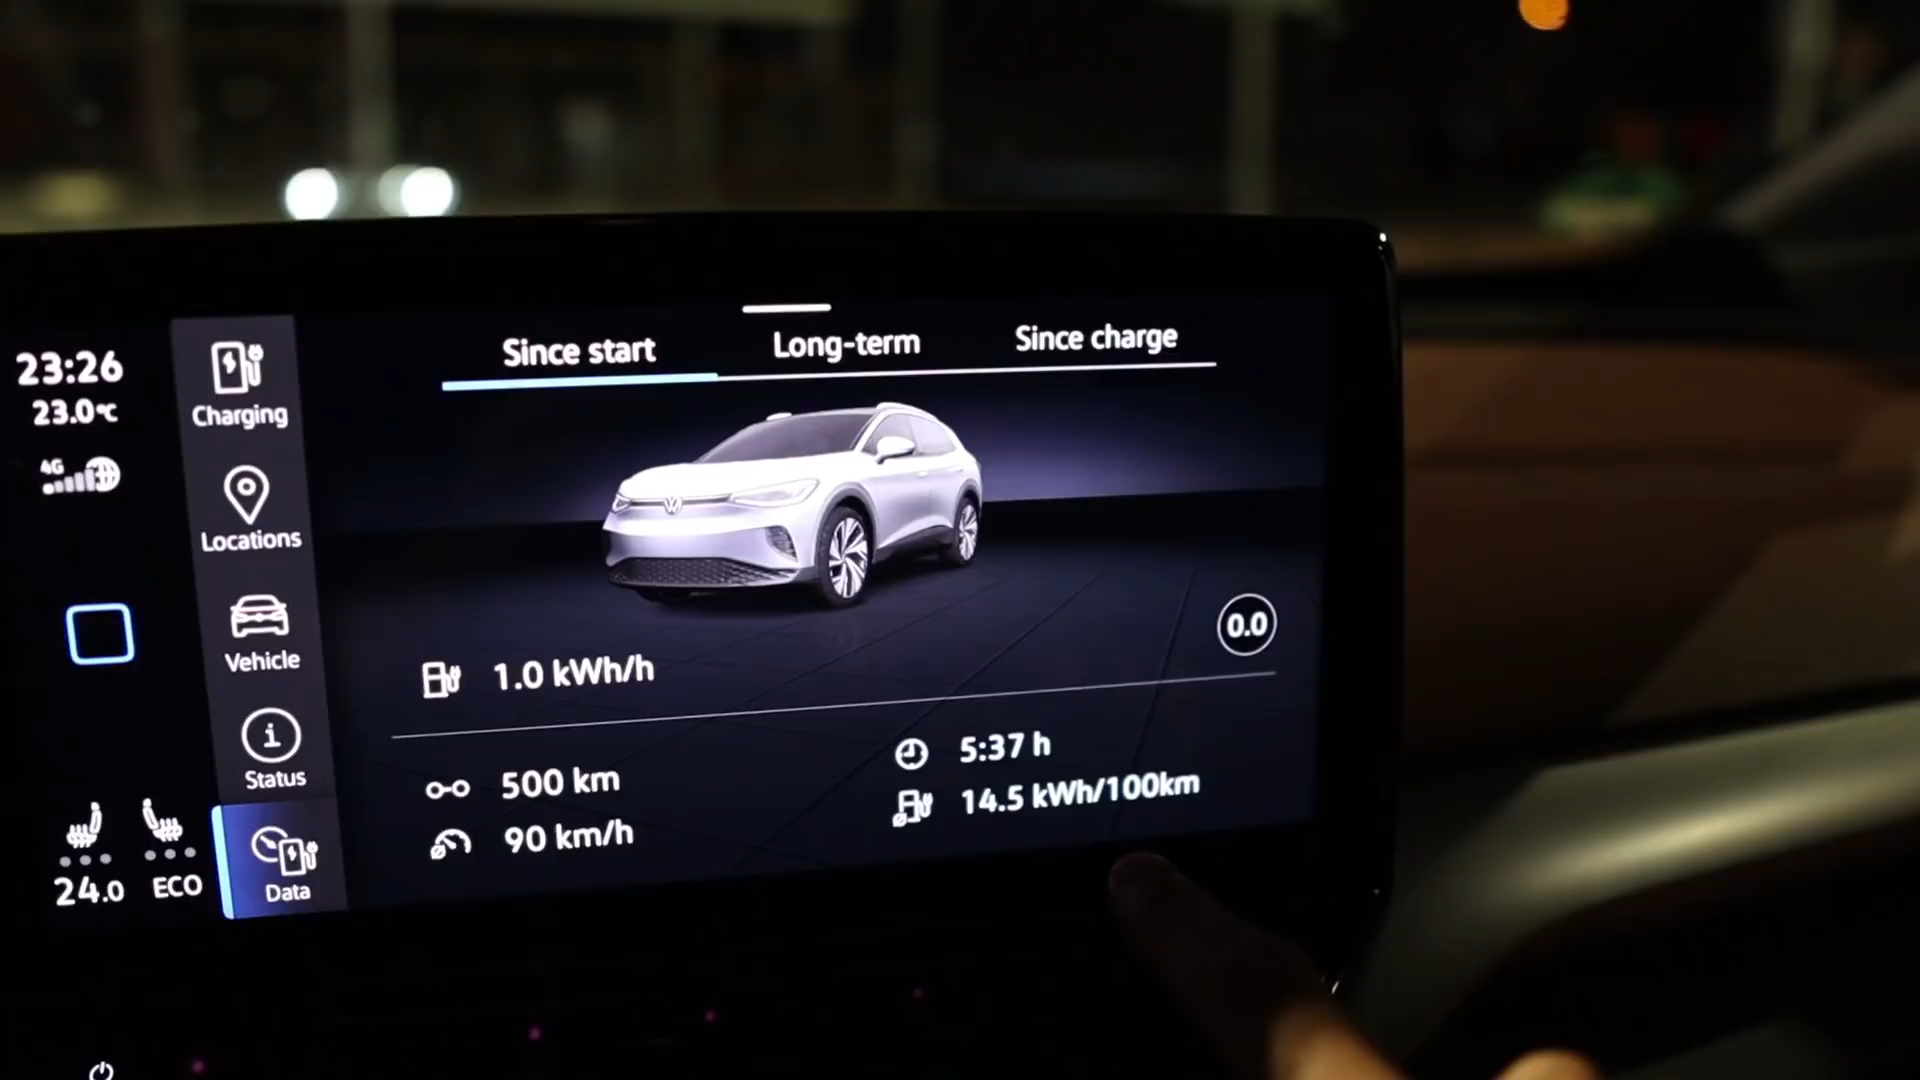 23:26
23.0°C
4G
24.0
ECO
Charging
Locations
Vehicle
Status
Data
Since start
Long-term
Since charge
0.0
1.0 kWh/h
500 km
90 km/h
5:37 h
14.5 kWh/100km